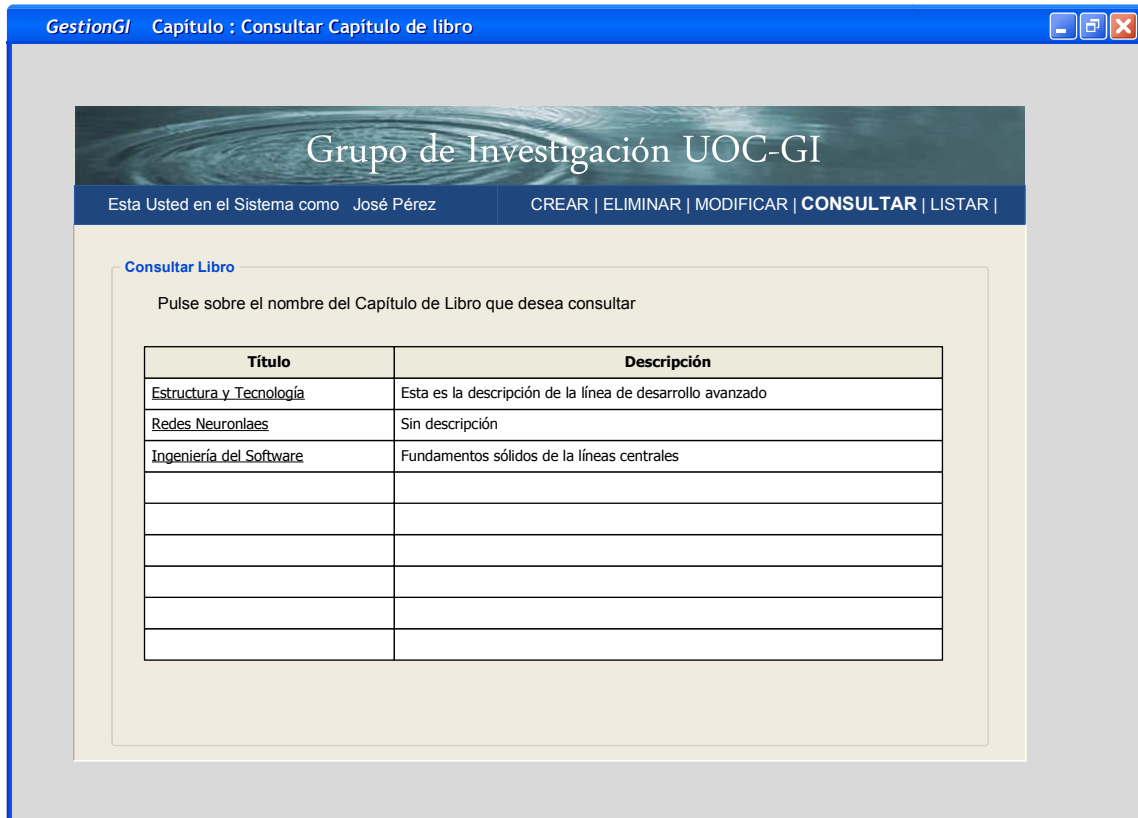 GestionGI Capítulo : Consultar Capítulo de libro
Grupo de Investigación UOC-GI
Esta Usted en el Sistema como José Pérez CREAR | ELIMINAR | MODIFICAR | CONSULTAR | LISTAR |
Consultar Libro
Pulse sobre el nombre del Capítulo de Libro que desea consultar
Título Descripción
Estructura y Tecnología Esta es la descripción de la línea de desarrollo avanzado
Redes Neuronlaes Sin descripción
Ingeniería del Software Fundamentos sólidos de la líneas centrales